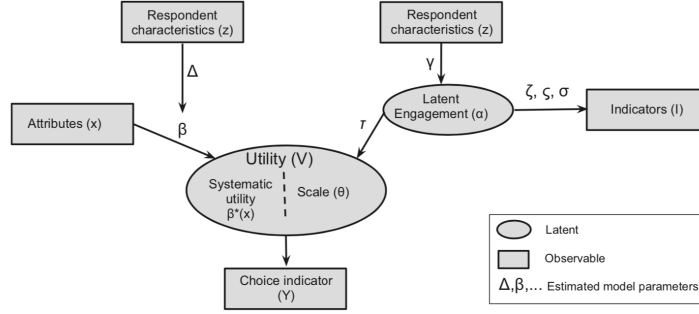 Respondent
characteristics (z)
Respondent
characteristics (z)
Δ
γ
Attributes (x)
β
Latent
Engagement (α)
ζ, ς, σ
Indicators (I)
τ
Utility (V)
Systematic
utility
β*(x)
Scale (θ)
Choice indicator
(Y)
Latent
Observable
Δ,β,... Estimated model parameters